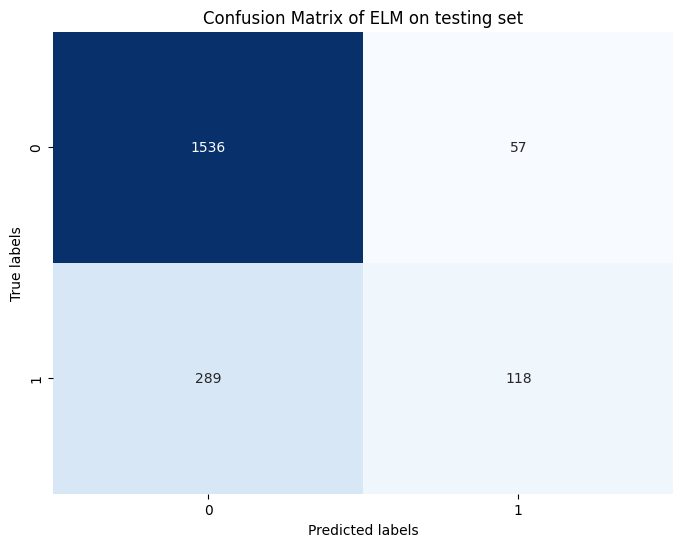 Confusion Matrix of ELM on testing set
True labels
0
1536
57
1
289
118
0
1
Predicted labels